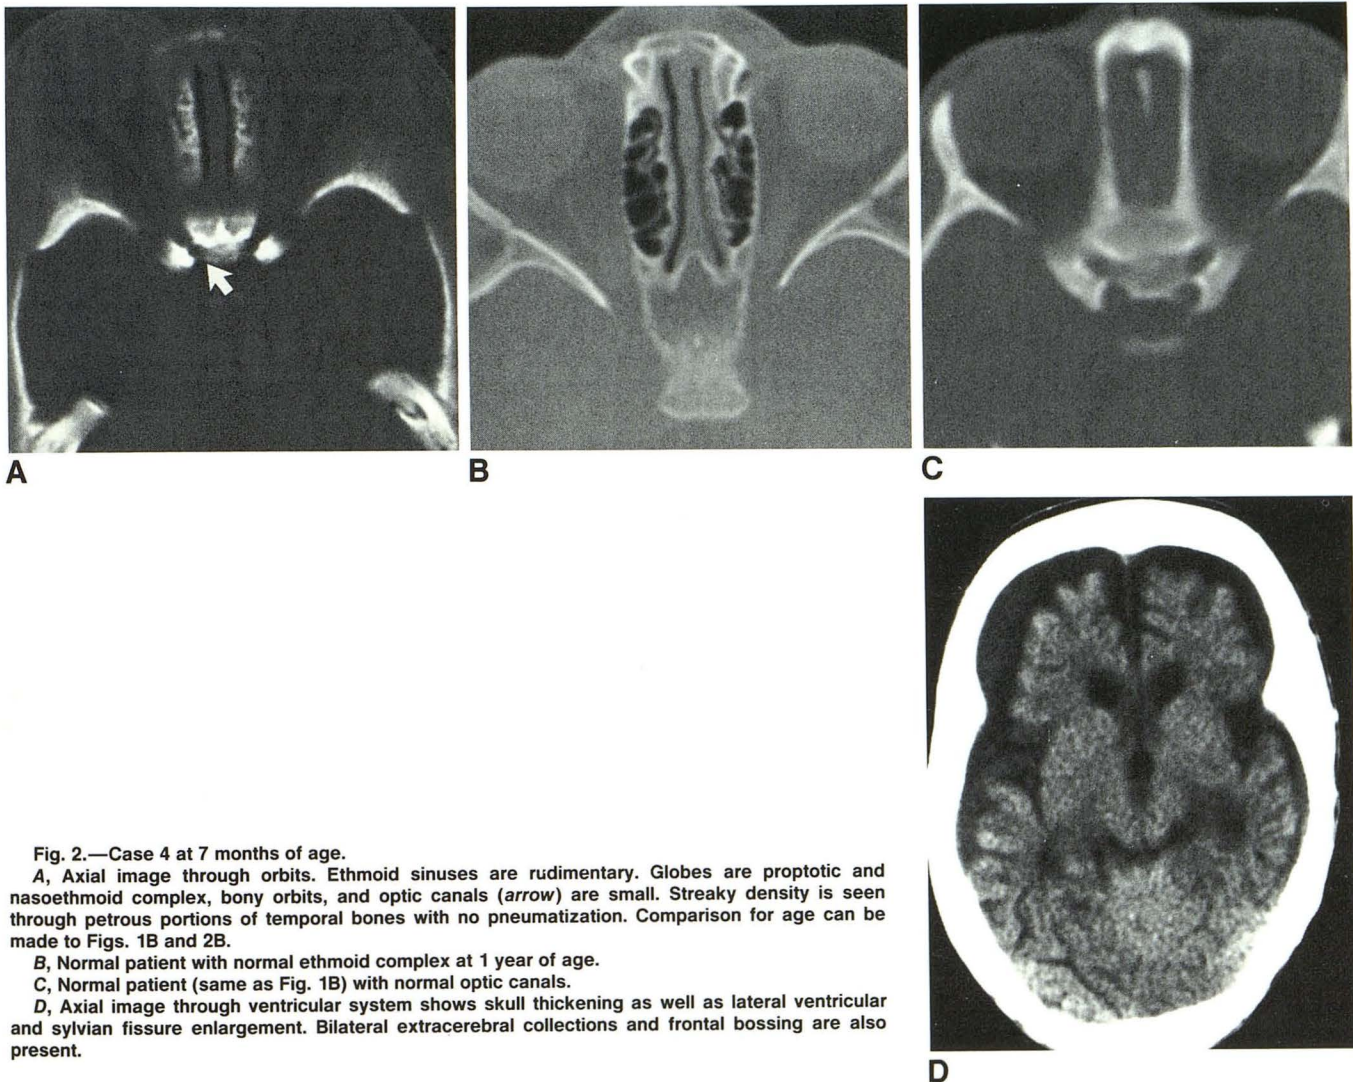 A
B
C
D
Fig. 2.—Case 4 at 7 months of age.
A, Axial image through orbits. Ethmoid sinuses are rudimentary. Globes are proptotic and
nasoethmoid complex, bony orbits, and optic canals (arrow) are small. Streaky density is seen
through petrous portions of temporal bones with no pneumatization. Comparison for age can be
made to Figs. 1B and 2B.
B, Normal patient with normal ethmoid complex at 1 year of age.
C, Normal patient (same as Fig. 1B) with normal optic canals.
D, Axial image through ventricular system shows skull thickening as well as lateral ventricular
and sylvian fissure enlargement. Bilateral extracerebral collections and frontal bossing are also
present.